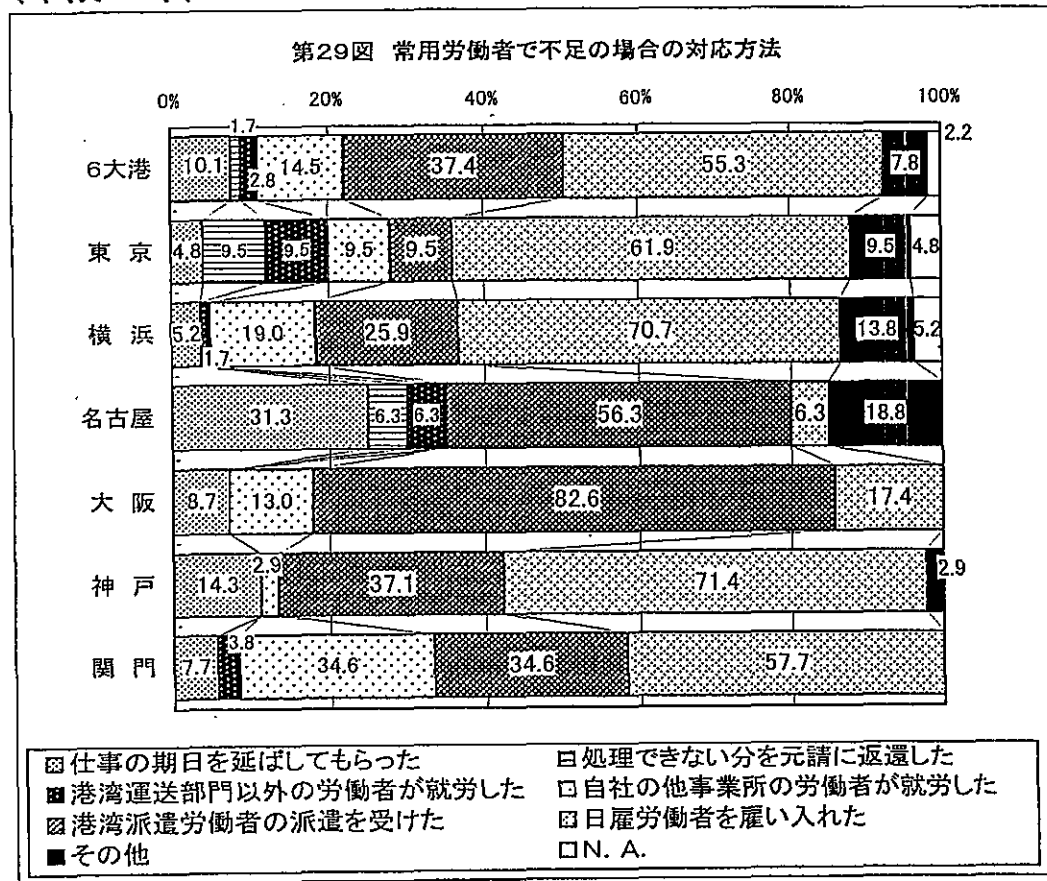 第29図 常用労働者で不足の場合の対応方法
0% 20% 40% 60% 80% 100%
6大港 10.1 1.7 2.8 14.5 37.4 55.3 7.8 2.2
東京 4.8 9.5 9.5 9.5 9.5 61.9 9.5 4.8
横浜 5.2 1.7 19.0 25.9 70.7 13.8 5.2
名古屋 31.3 6.3 6.3 56.3 6.3 18.8
大阪 8.7 13.0 82.6 17.4
神戸 14.3 2.9 37.1 71.4 2.9
関門 7.7 3.8 34.6 34.6 57.7
仕事の期日を延ばしてもらった 処理できない分を元請に返還した
港湾運送部門以外の労働者が就労した 自社の他事業所の労働者が就労した
港湾派遣労働者の派遣を受けた 日雇労働者を雇い入れた
その他 N. A.